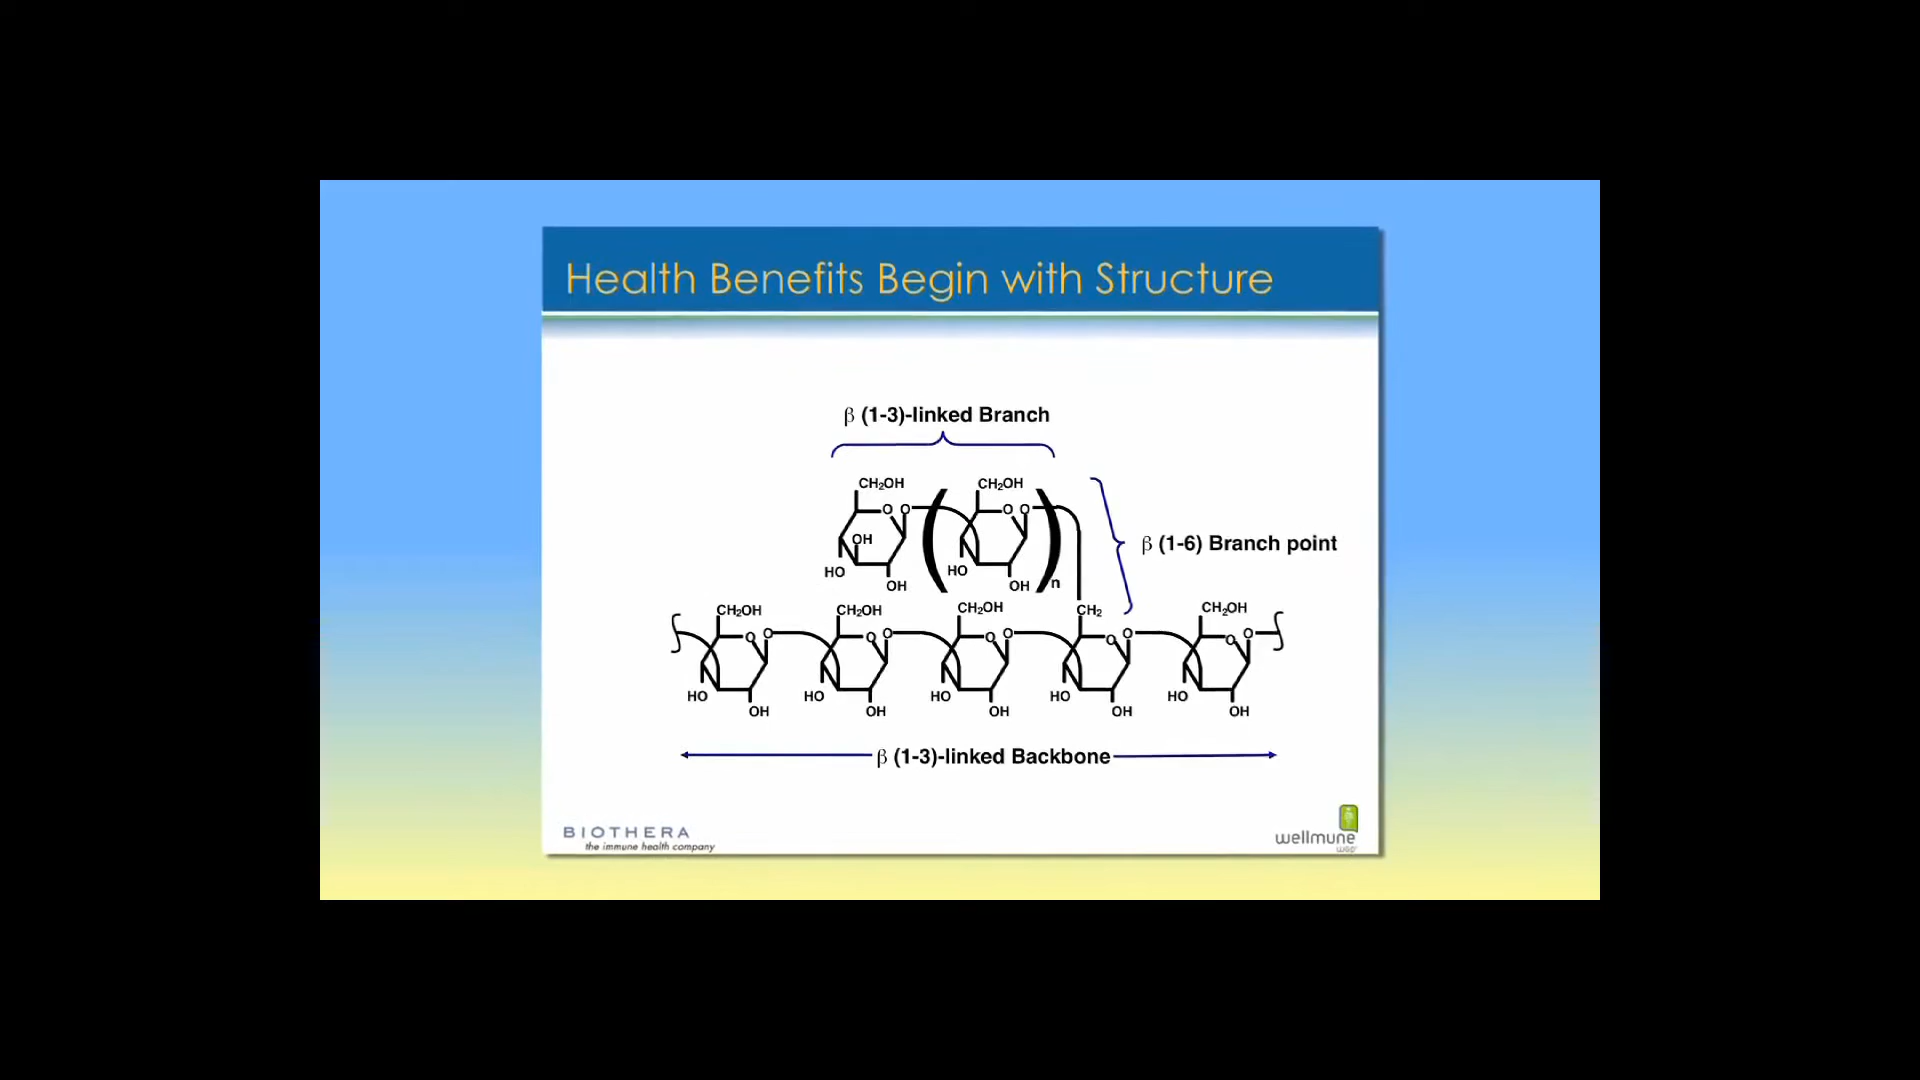 Health Benefits Begin with Structure
β (1-3)-linked Branch
CH₂OH CH₂OH
O O O O
OH
HO OH HO OH n
β (1-6) Branch point
CH₂OH CH₂OH CH₂OH CH₂ CH₂OH
O O O O O O O O O O
HO HO HO HO HO
OH OH OH OH OH
β (1-3)-linked Backbone
BIOTHERA
the immune health company
wellmune
WGP